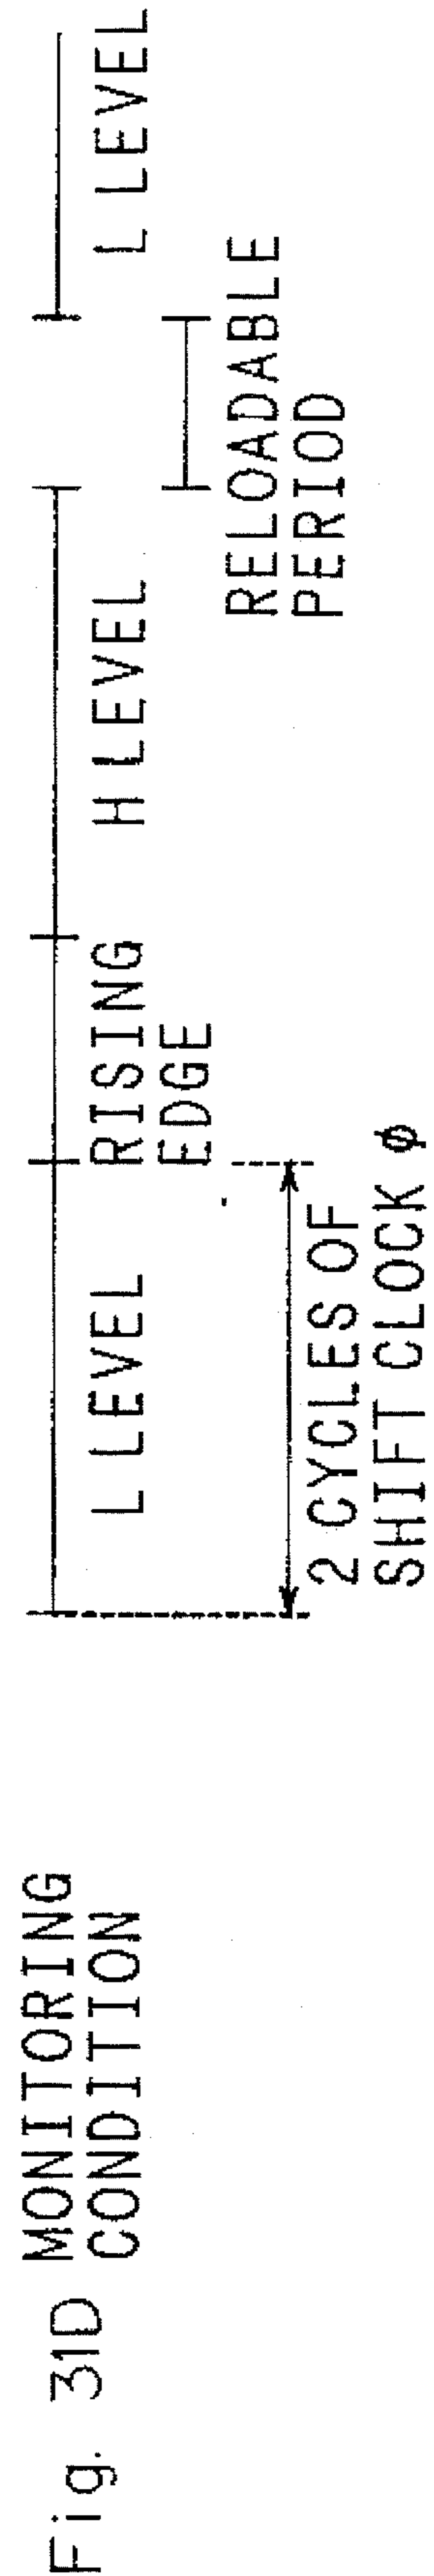 Fig. 31D
MONITORING
CONDITION
L LEVEL
RISING
EDGE
H LEVEL
L LEVEL
RELOADABLE
PERIOD
2 CYCLES OF
SHIFT CLOCK φ